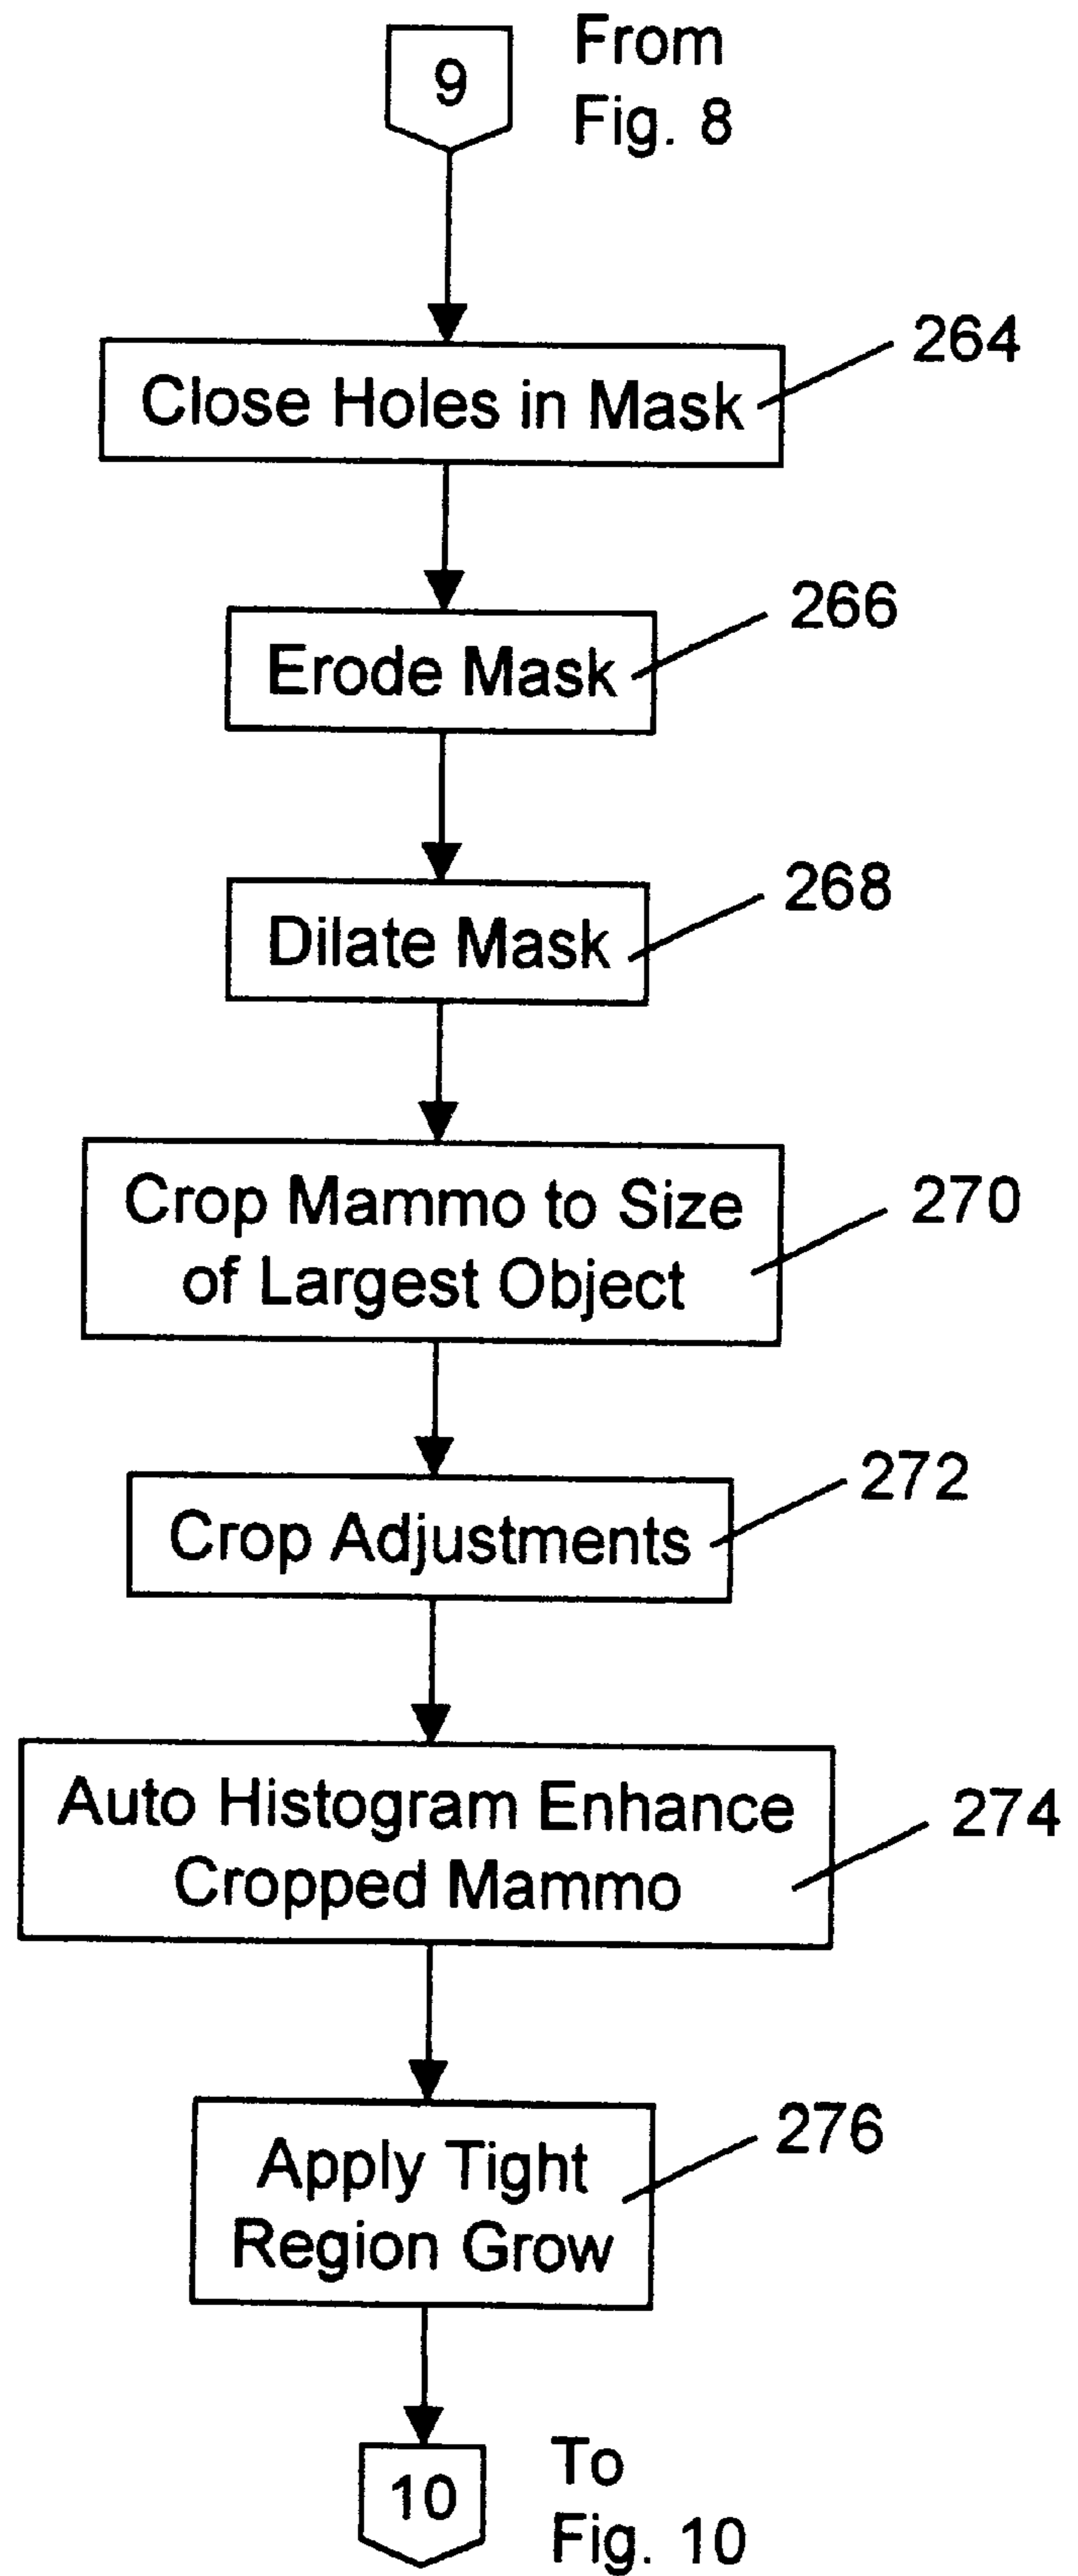 9
From
Fig. 8
264
Close Holes in Mask
266
Erode Mask
268
Dilate Mask
270
Crop Mammo to Size
of Largest Object
272
Crop Adjustments
274
Auto Histogram Enhance
Cropped Mammo
276
Apply Tight
Region Grow
10
To
Fig. 10